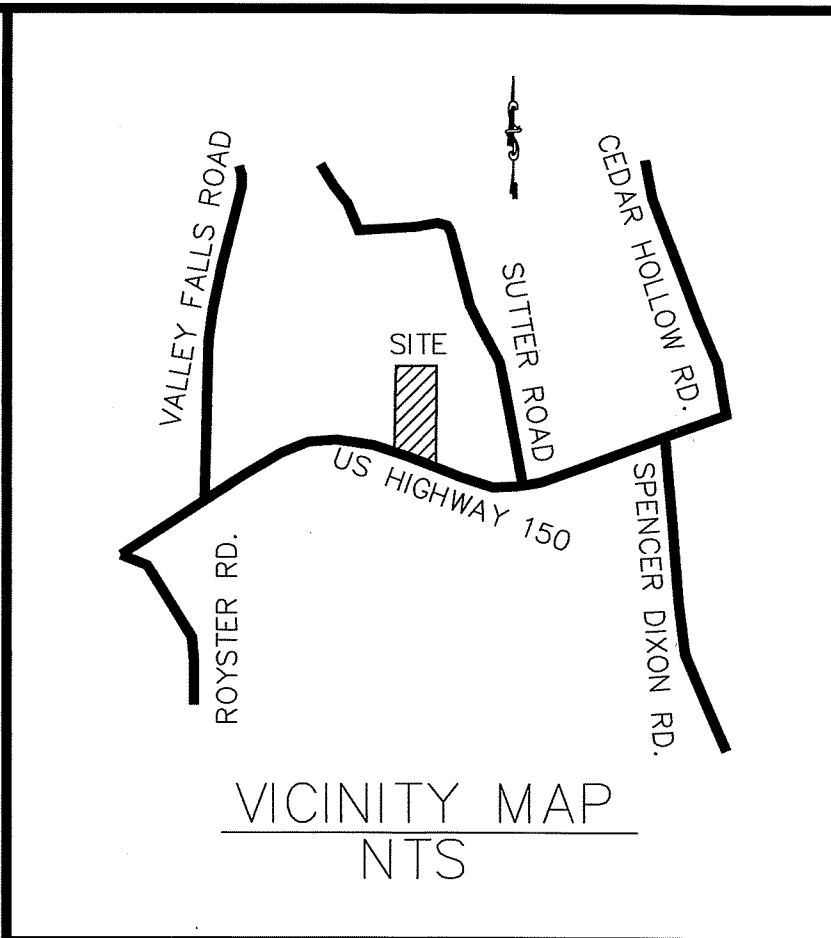 VALLEY FALLS ROAD
CEDAR HOLLOW RD.
SUTTER ROAD
SITE
US HIGHWAY 150
ROYSTER RD.
SPENCER DIXON RD.
VICINITY MAP
NTS